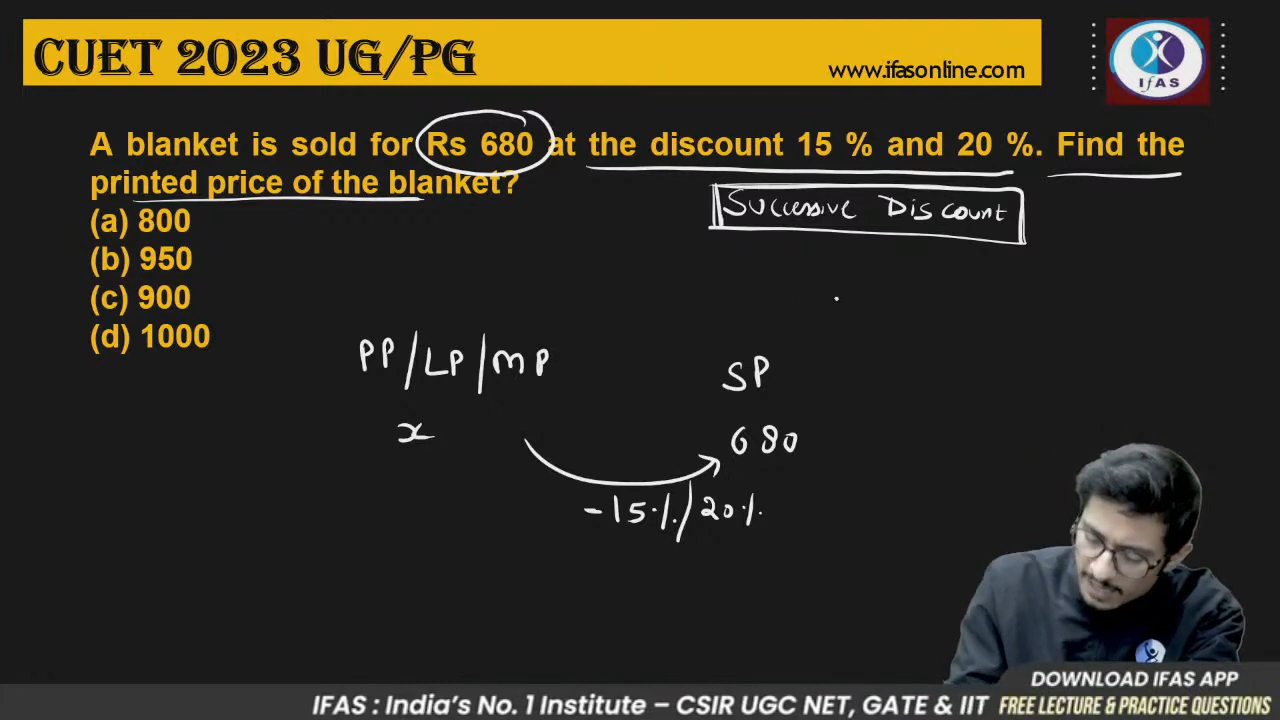 CUET 2023 UG/PG
www.ifasonline.com
IfAS
A blanket is sold for Rs 680 at the discount 15 % and 20 %. Find the
printed price of the blanket?
Successive Discount
(a) 800
(b) 950
(c) 900
(d) 1000
PP/LP/MP
SP
x
680
-15%/20%
DOWNLOAD IFAS APP
IFAS : India's No. 1 Institute – CSIR UGC NET, GATE & IIT FREE LECTURE & PRACTICE QUESTIONS